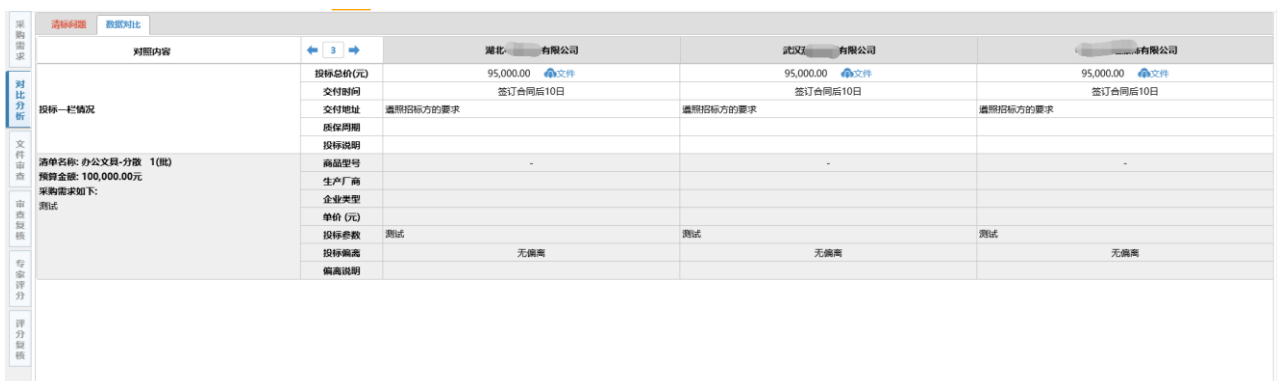 采购需求
对比分析
文件审查
审查复核
专家评分
评分复核
清标问题 数据对比
对照内容 3 湖北 有限公司 武汉 有限公司 有限公司
投标一栏情况
投标总价(元) 95,000.00 文件 95,000.00 文件 95,000.00 文件
交付时间 签订合同后10日 签订合同后10日 签订合同后10日
交付地址 遵照招标方的要求 遵照招标方的要求 遵照招标方的要求
质保周期
投标说明
清单名称: 办公文具-分散 1(批)
预算金额: 100,000.00元
采购需求如下:
测试
商品型号 - - -
生产厂商
企业类型
单价 (元)
投标参数 测试 测试 测试
投标偏离 无偏离 无偏离 无偏离
偏离说明